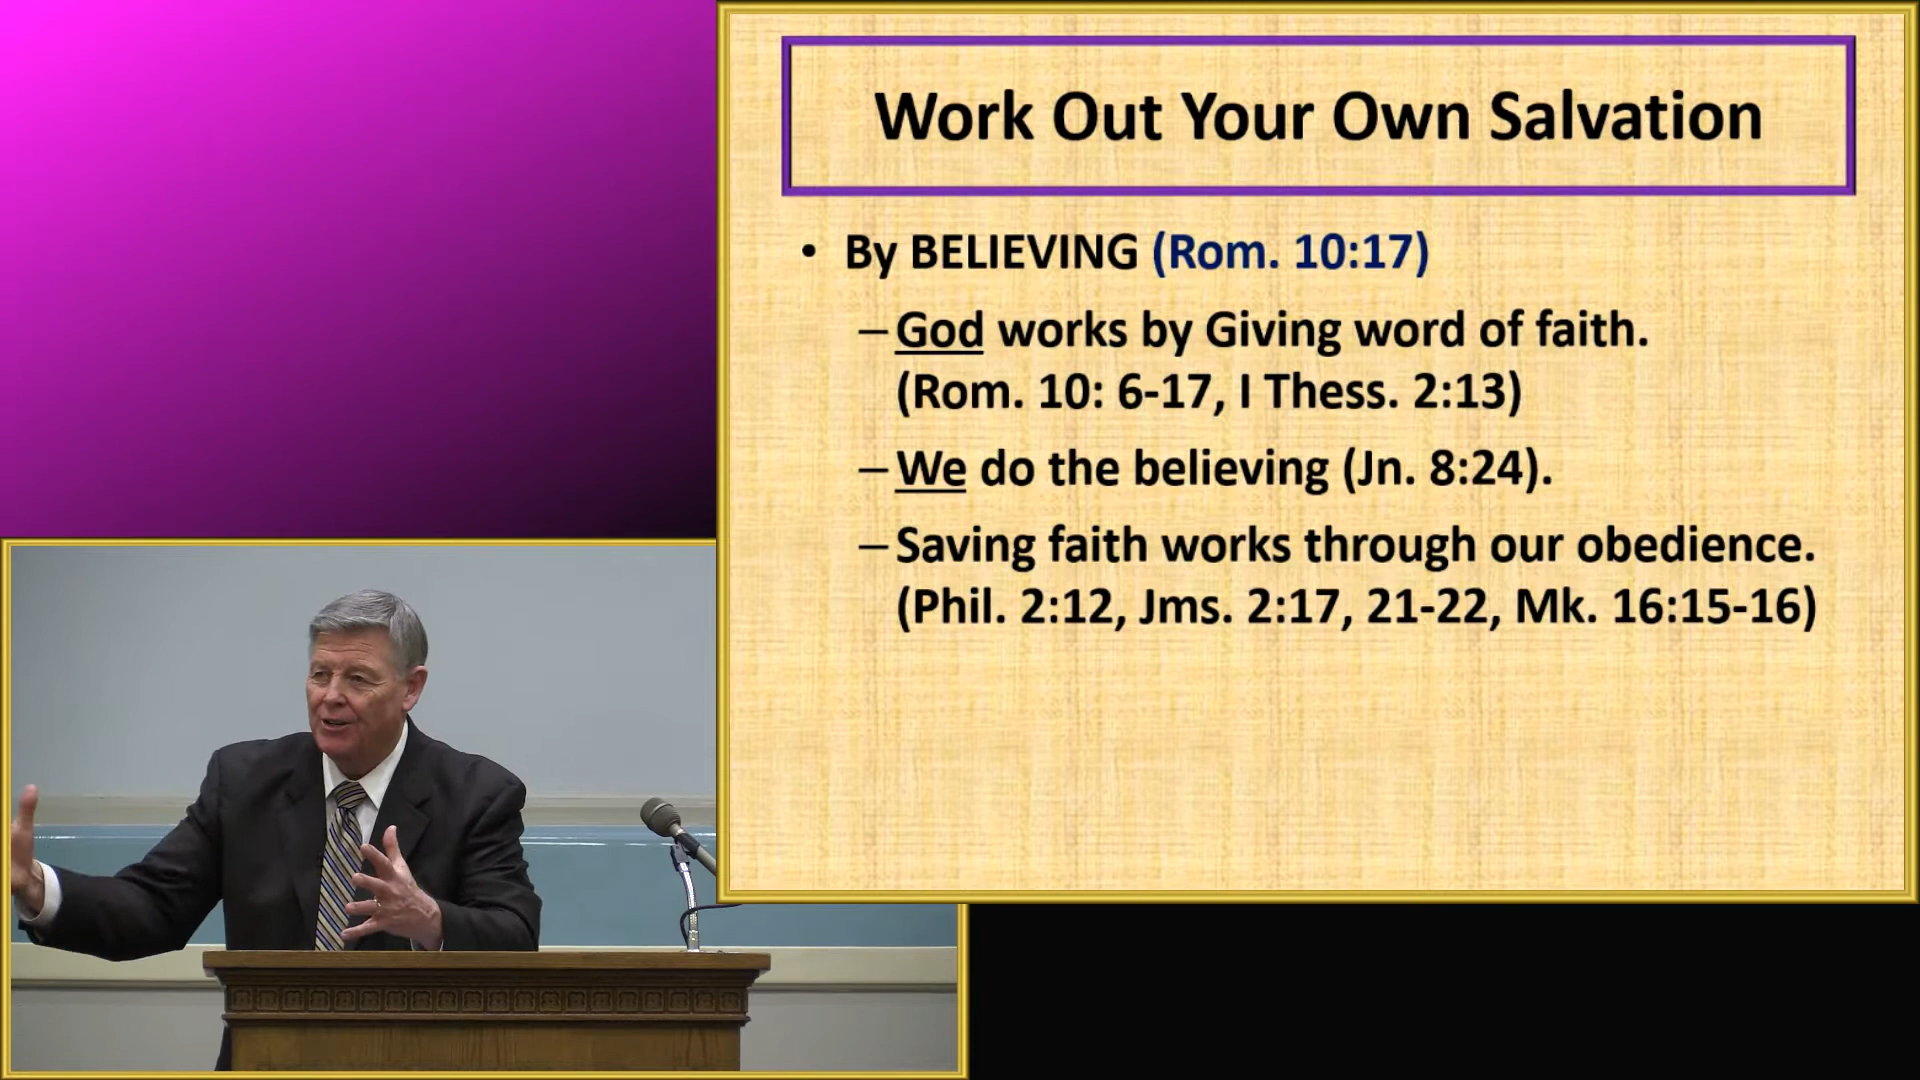 Work Out Your Own Salvation
• By BELIEVING (Rom. 10:17)
– God works by Giving word of faith.
(Rom. 10: 6-17, I Thess. 2:13)
– We do the believing (Jn. 8:24).
– Saving faith works through our obedience.
(Phil. 2:12, Jms. 2:17, 21-22, Mk. 16:15-16)